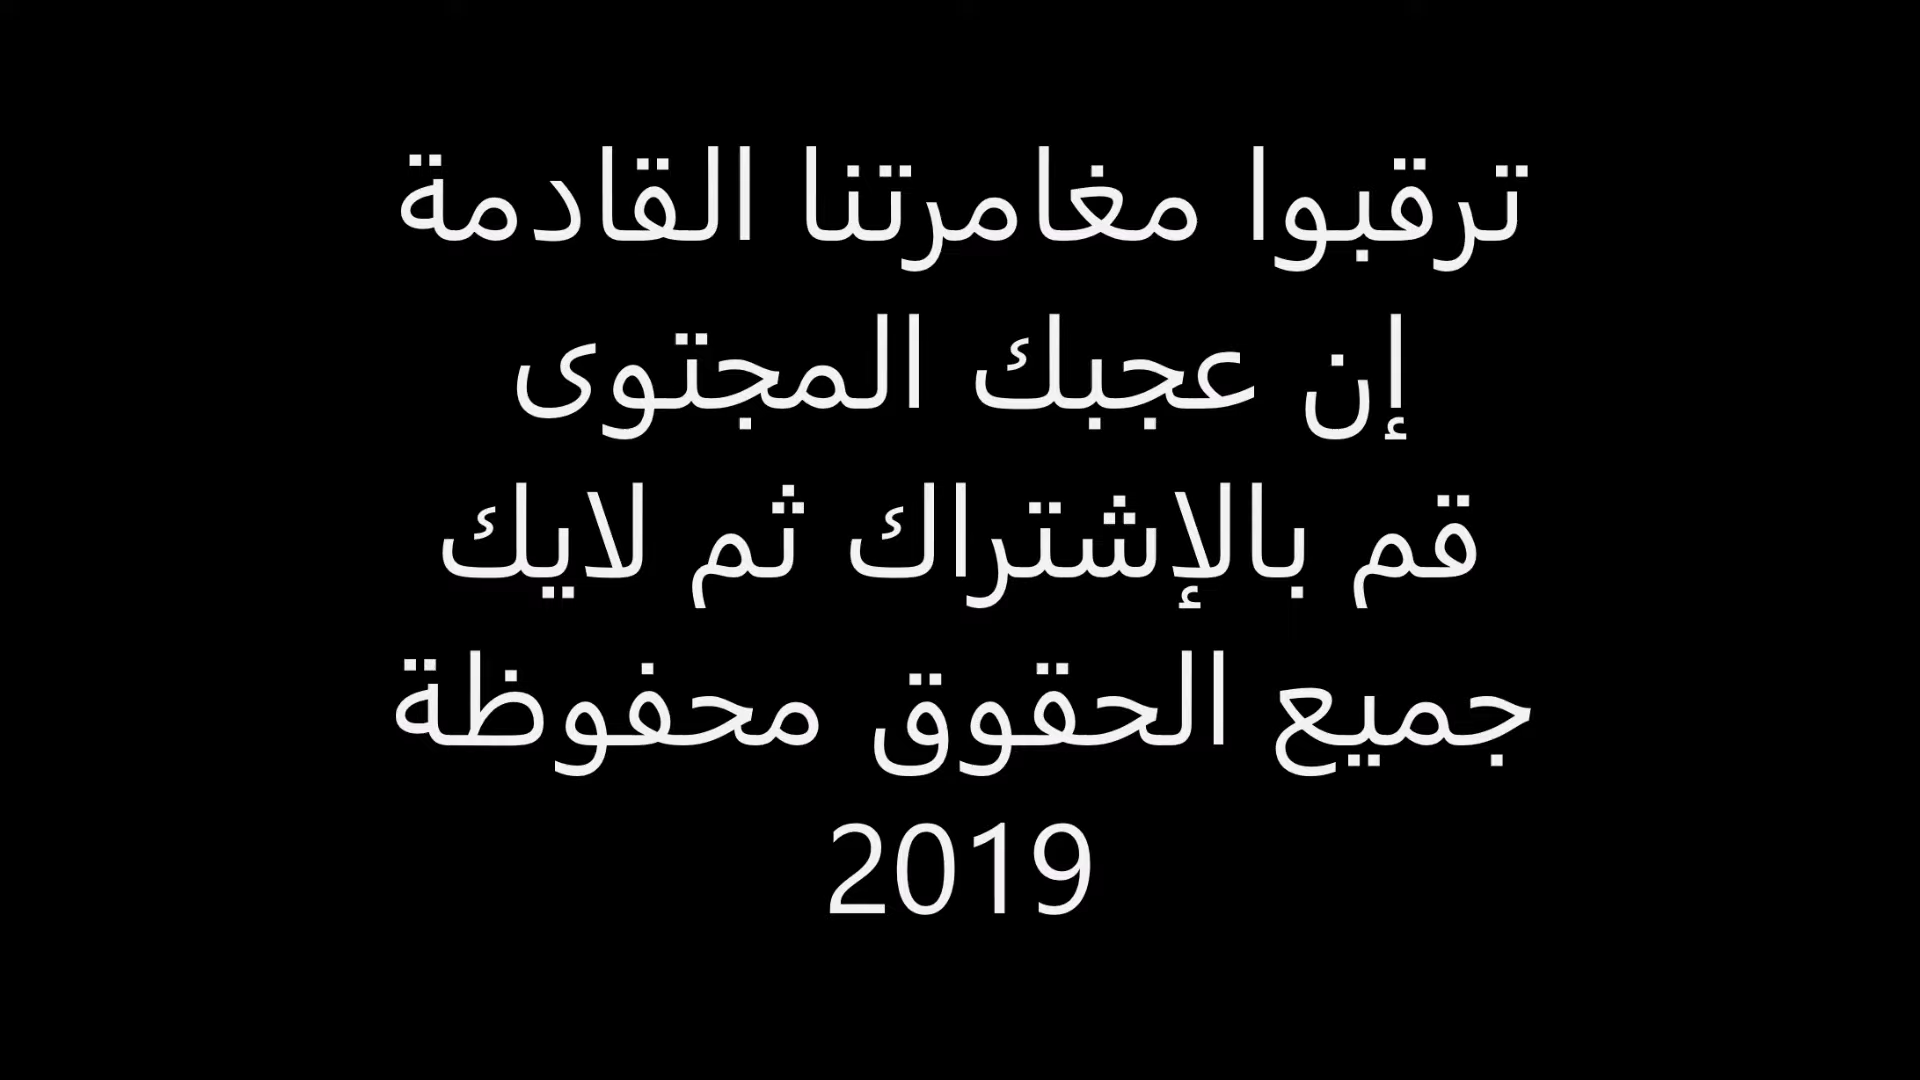 ترقبوا مغامرتنا القادمة
إن عجبك المجتوى
قم بالإشتراك ثم لايك
جميع الحقوق محفوظة
2019